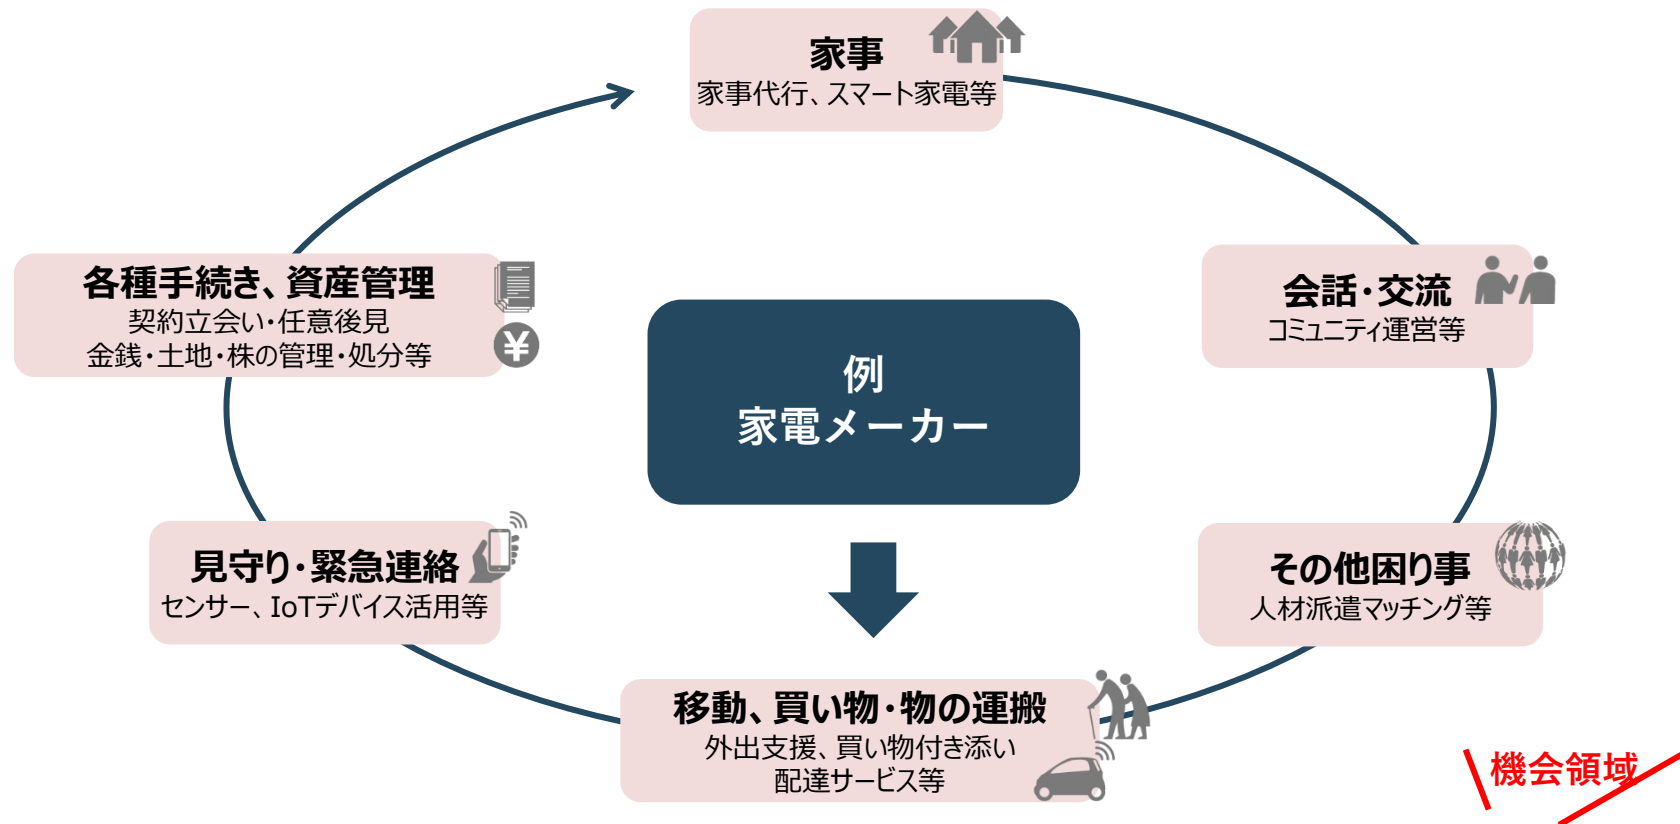 家事
家事代行、スマート家電等
会話・交流
コミュニティ運営等
その他困り事
人材派遣マッチング等
移動、買い物・物の運搬
外出支援、買い物付き添い
配達サービス等
見守り・緊急連絡
センサー、IoTデバイス活用等
各種手続き、資産管理
契約立会い・任意後見
金銭・土地・株の管理・処分等
¥
例
家電メーカー
機会領域